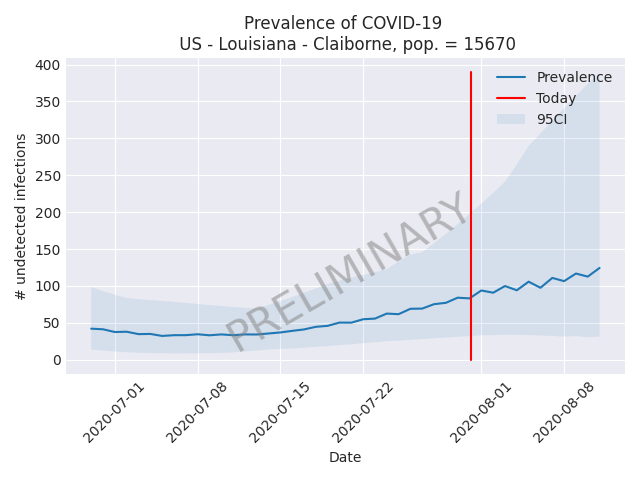 Prevalence of COVID-19
US - Louisiana - Claiborne, pop. = 15670
400
350
300
250
200
150
100
50
0
# undetected infections
Prevalence
Today
95CI
PRELIMINARY
2020-07-01
2020-07-08
2020-07-15
2020-07-22
2020-08-01
2020-08-08
Date